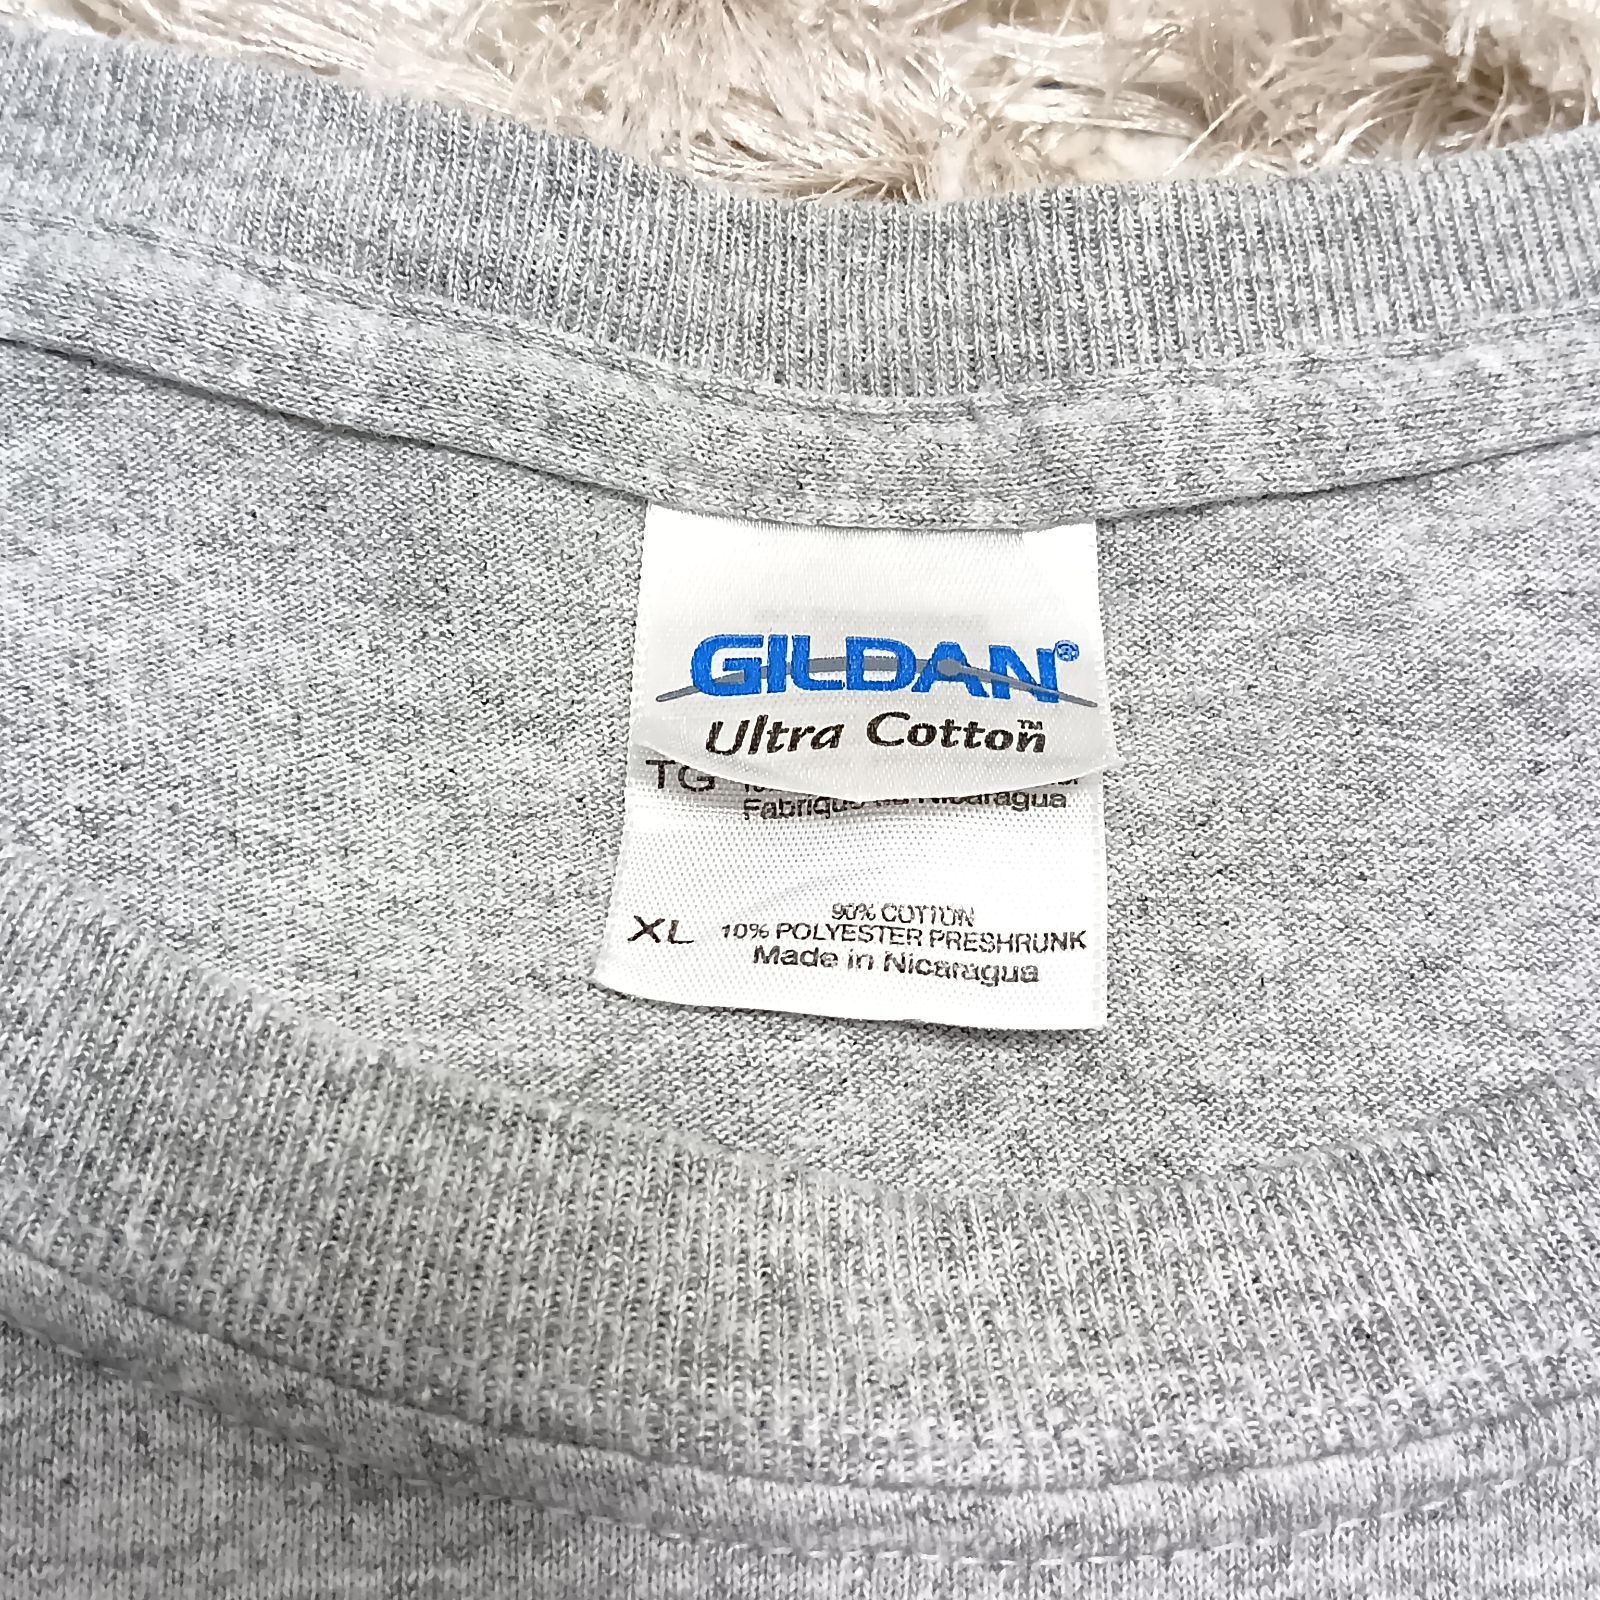 GILDAN®
Ultra Cotton™
TG
Fabriqué au Nicaragua
90% COTTON
XL 10% POLYESTER PRESHRUNK
Made in Nicaragua